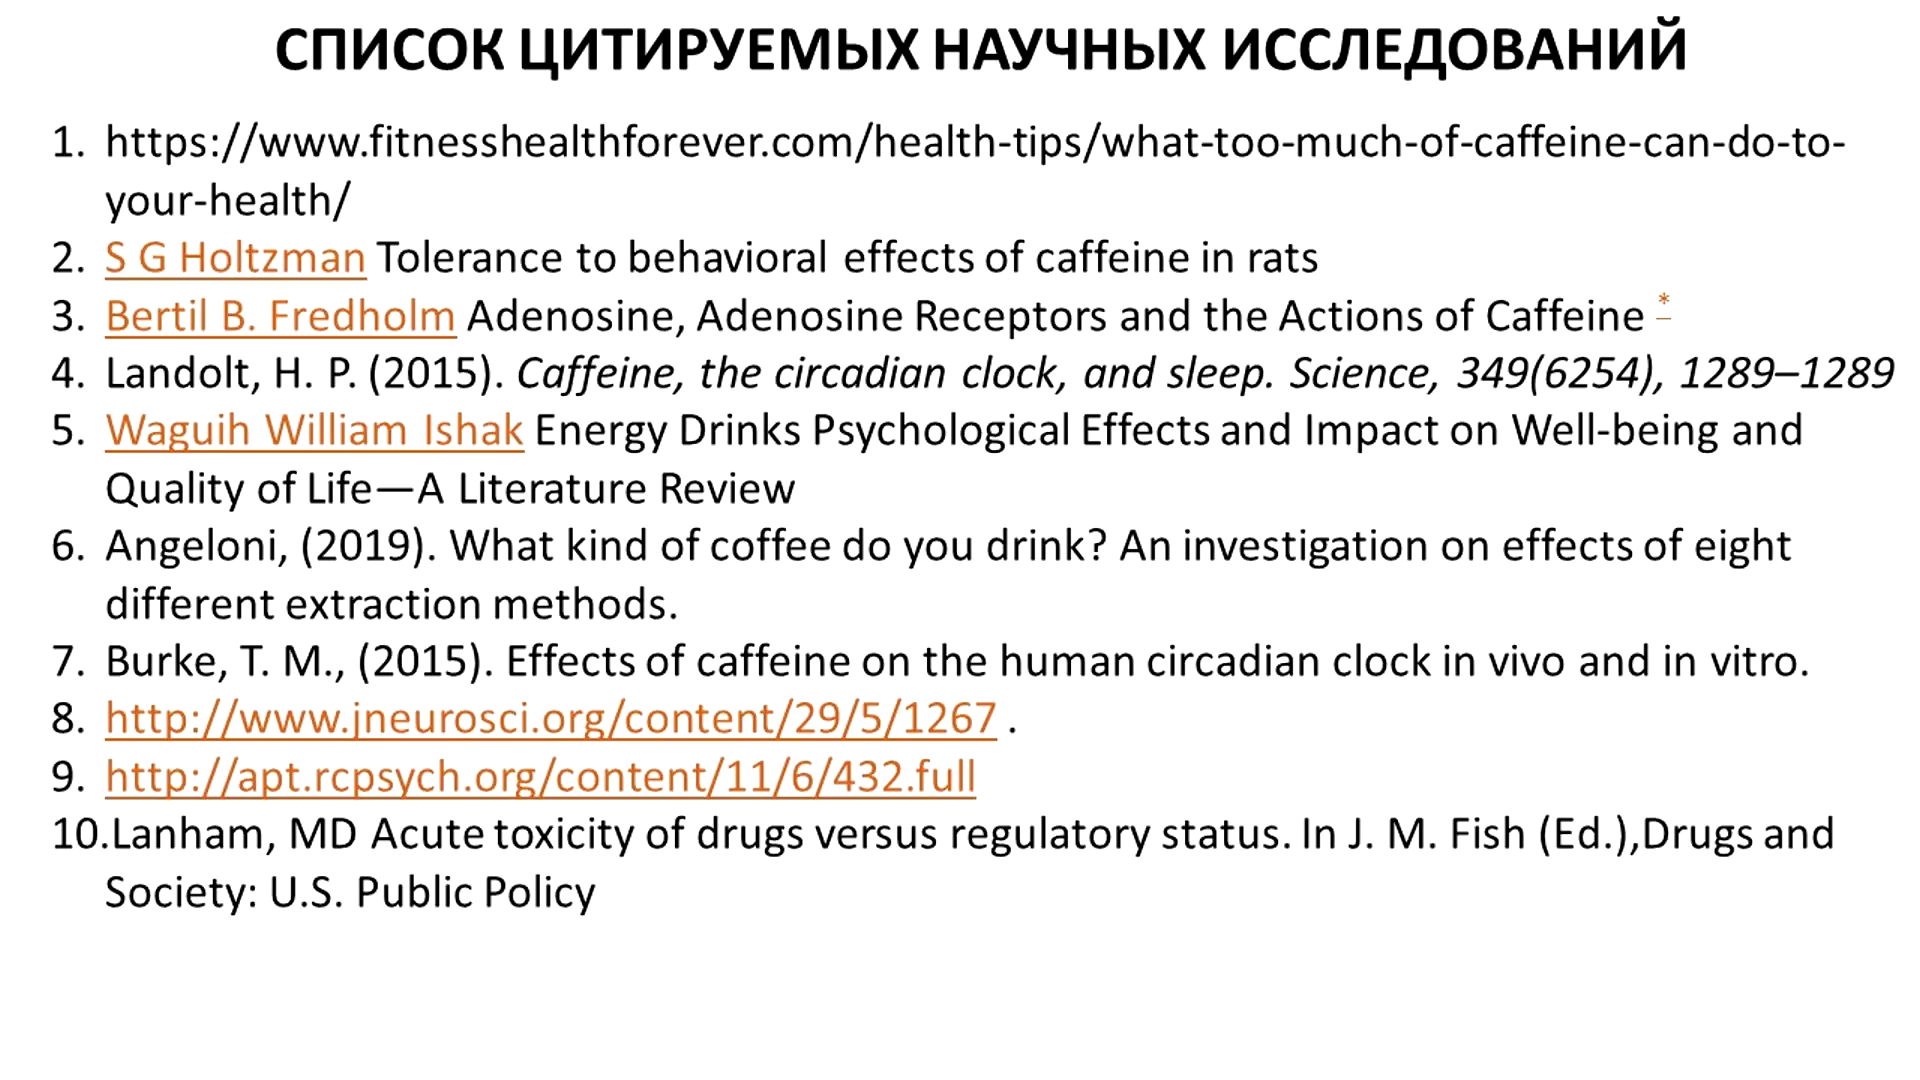 СПИСОК ЦИТИРУЕМЫХ НАУЧНЫХ ИССЛЕДОВАНИЙ
1. https://www.fitnesshealthforever.com/health-tips/what-too-much-of-caffeine-can-do-to-
your-health/
2. S G Holtzman Tolerance to behavioral effects of caffeine in rats
3. Bertil B. Fredholm Adenosine, Adenosine Receptors and the Actions of Caffeine *
4. Landolt, H. P. (2015). Caffeine, the circadian clock, and sleep. Science, 349(6254), 1289–1289
5. Waguih William Ishak Energy Drinks Psychological Effects and Impact on Well-being and
Quality of Life—A Literature Review
6. Angeloni, (2019). What kind of coffee do you drink? An investigation on effects of eight
different extraction methods.
7. Burke, T. M., (2015). Effects of caffeine on the human circadian clock in vivo and in vitro.
8. http://www.jneurosci.org/content/29/5/1267 .
9. http://apt.rcpsych.org/content/11/6/432.full
10.Lanham, MD Acute toxicity of drugs versus regulatory status. In J. M. Fish (Ed.),Drugs and
Society: U.S. Public Policy